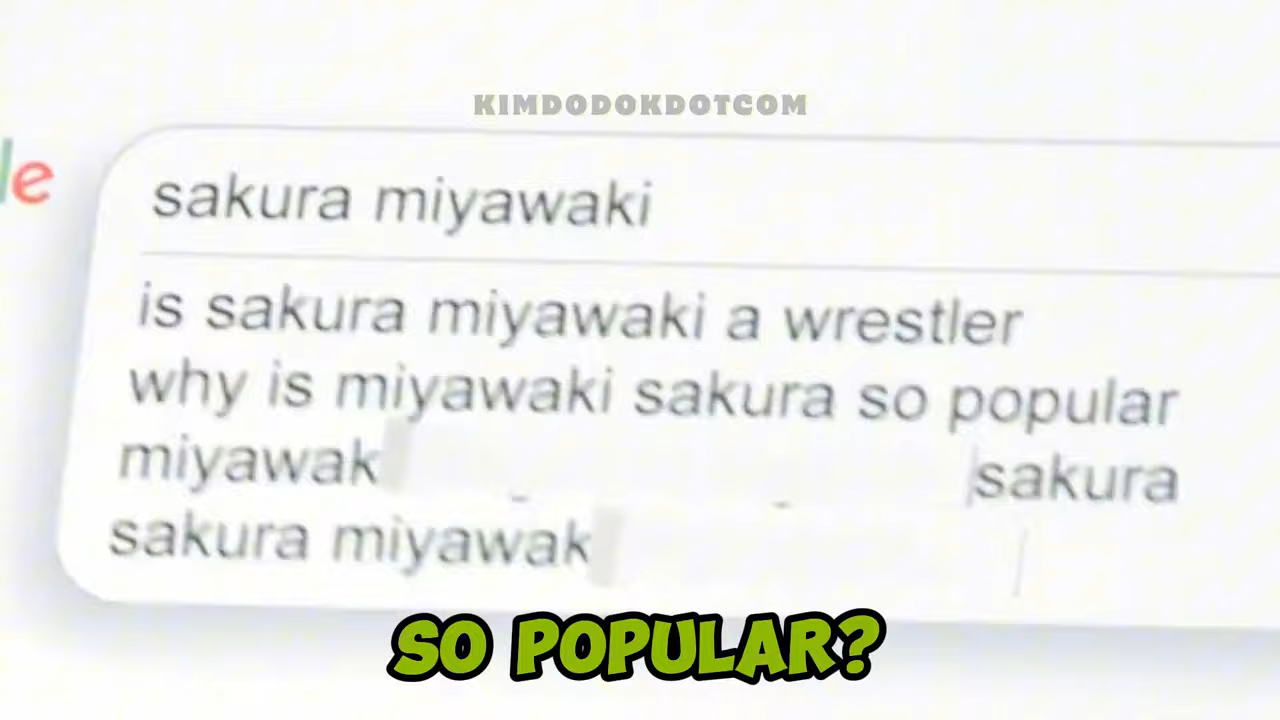 KIMDODOKDOTCOM
le
sakura miyawaki
is sakura miyawaki a wrestler
why is miyawaki sakura so popular
miyawak sakura
sakura miyawak
SO POPULAR?